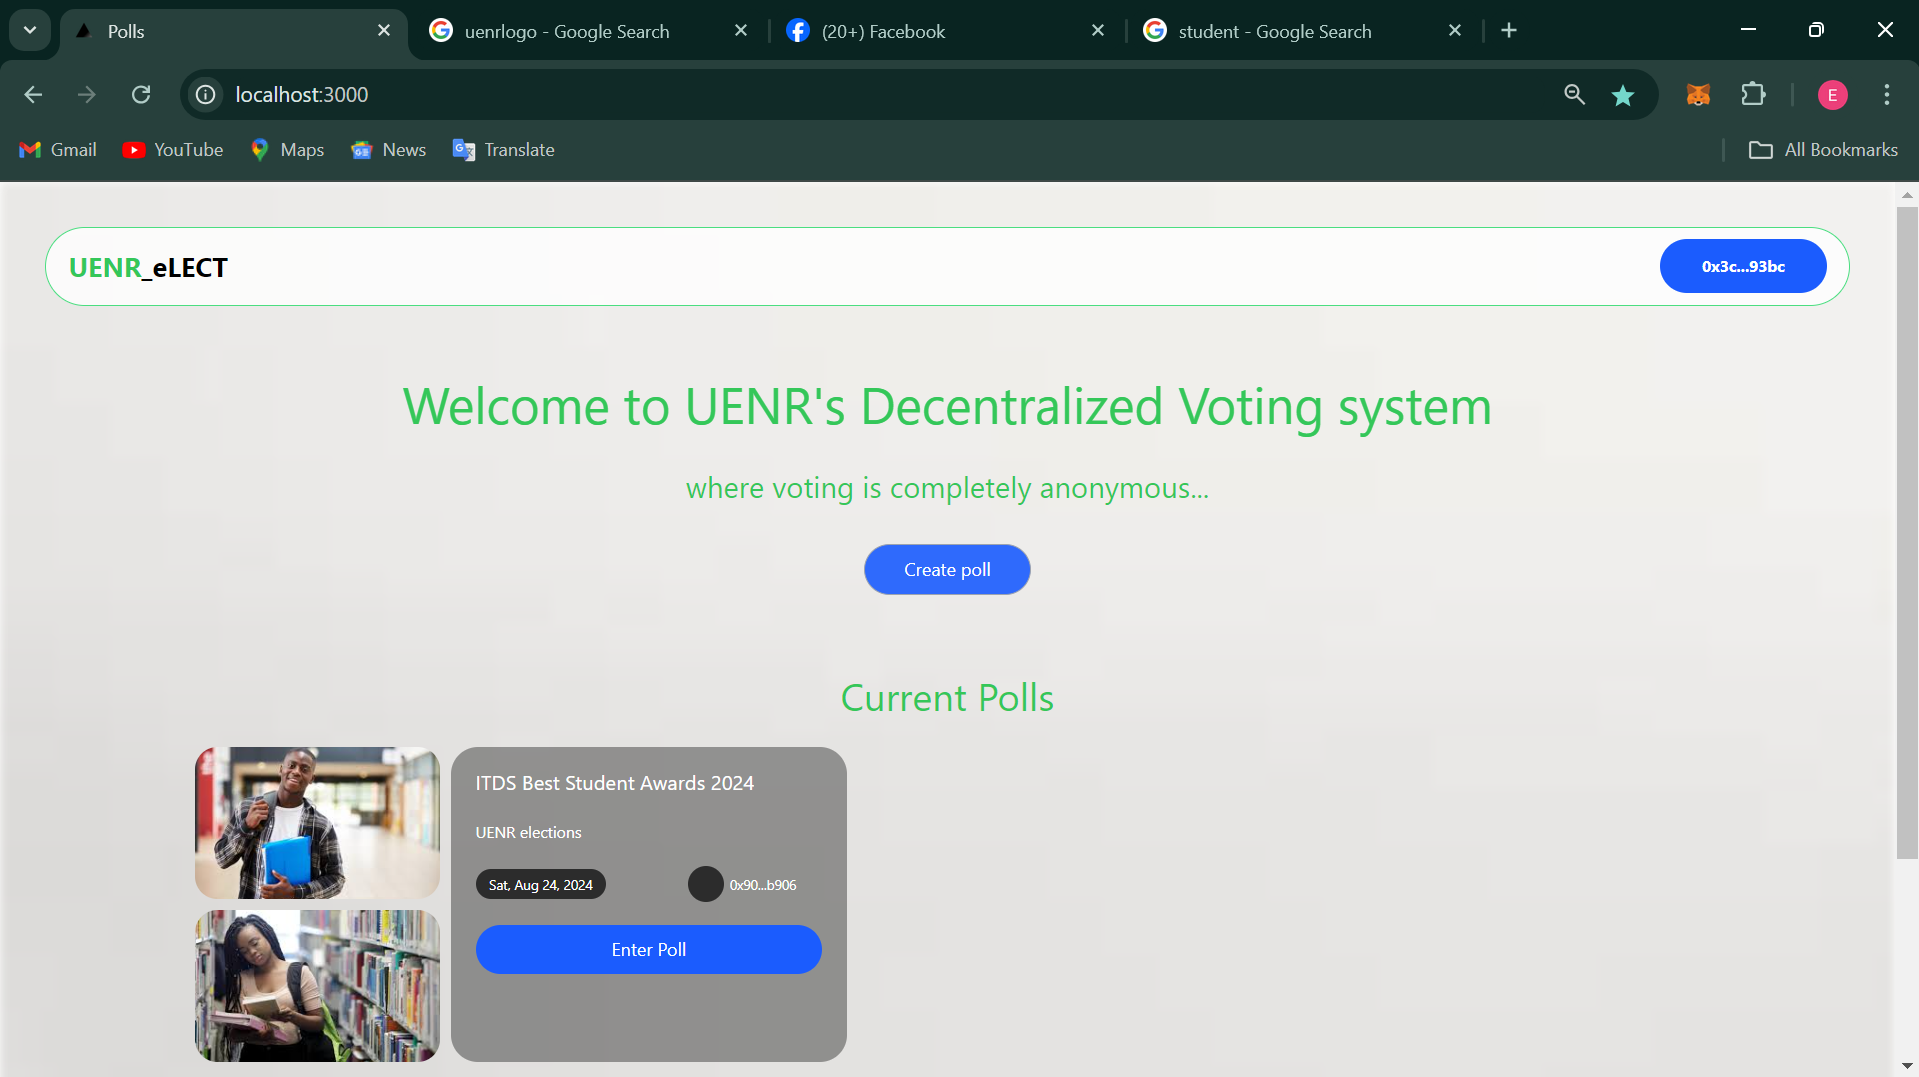 Polls
uenrlogo - Google Search
(20+) Facebook
student - Google Search
localhost:3000
E
Gmail
YouTube
Maps
News
Translate
All Bookmarks
UENR_eLECT
0x3c...93bc
Welcome to UENR's Decentralized Voting system
where voting is completely anonymous...
Create poll
Current Polls
ITDS Best Student Awards 2024
UENR elections
Sat, Aug 24, 2024
0x90...b906
Enter Poll